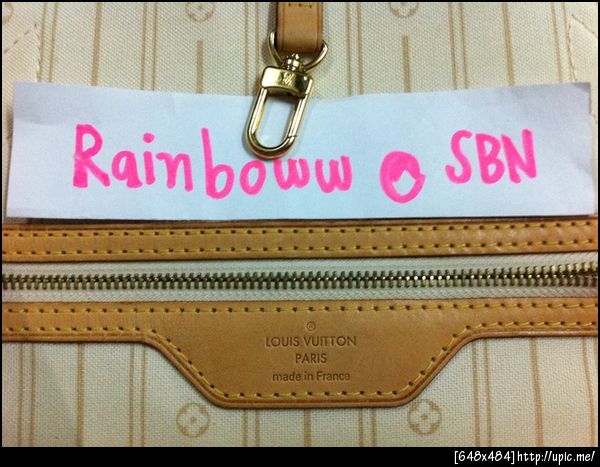 Rainboww @ SBN
®
LOUIS VUITTON
PARIS
made in France
[648x484]http://upic.me/